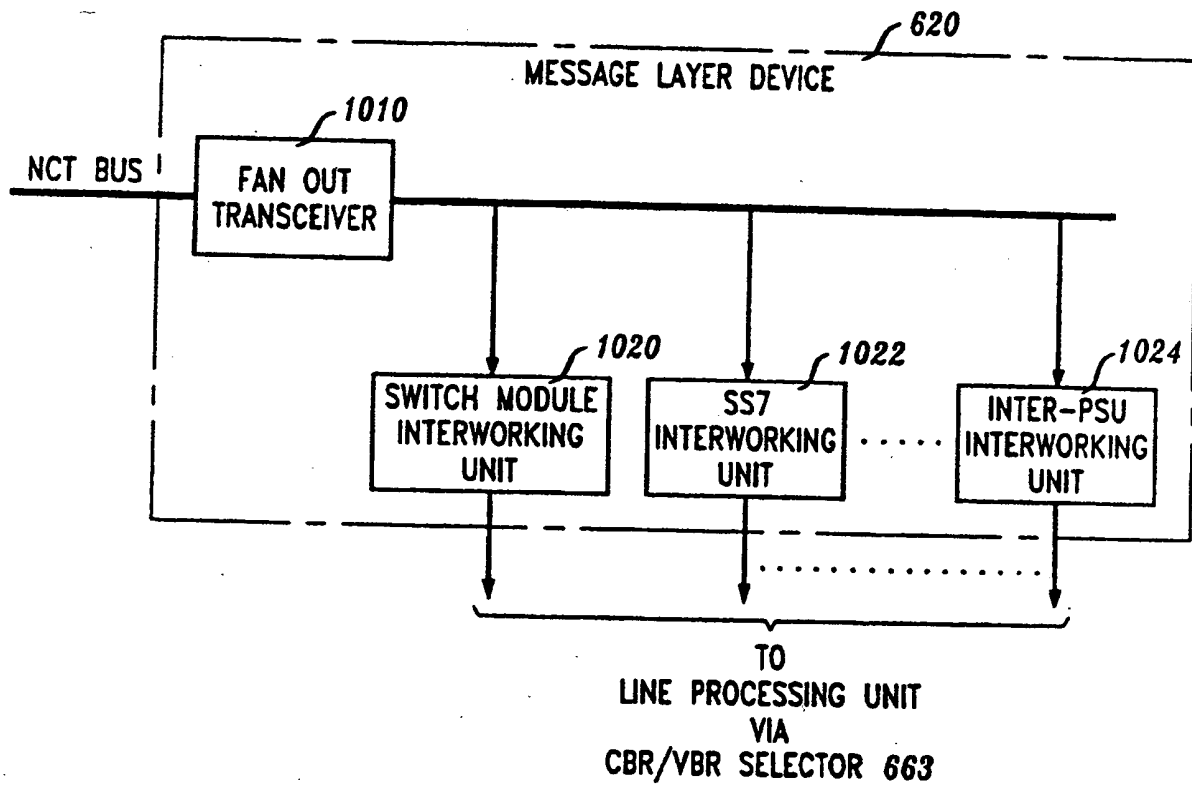 620
MESSAGE LAYER DEVICE
1010
NCT BUS
FAN OUT
TRANSCEIVER
1020
SWITCH MODULE
INTERWORKING
UNIT
1022
SS7
INTERWORKING
UNIT
1024
INTER-PSU
INTERWORKING
UNIT
TO
LINE PROCESSING UNIT
VIA
CBR/VBR SELECTOR 663